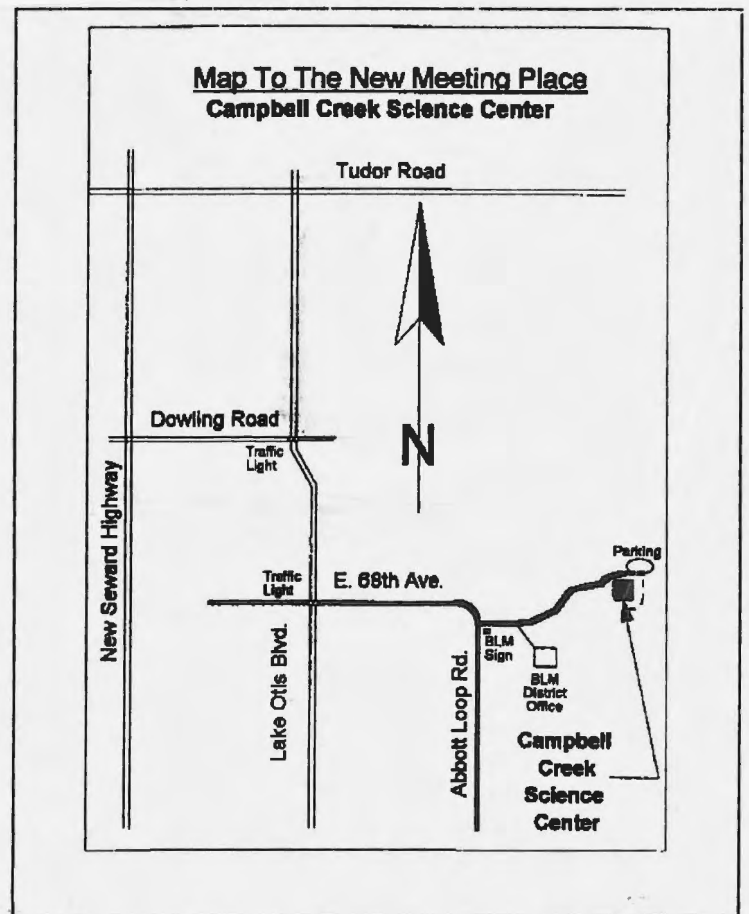 Map To The New Meeting Place
Campbell Creek Science Center
Tudor Road
Dowling Road
Traffic
Light
N
New Seward Highway
Parking
Traffic
Light
E. 68th Ave.
Lake Otis Blvd.
Abbott Loop Rd.
BLM
Sign
BLM
District
Office
Campbell
Creek
Science
Center